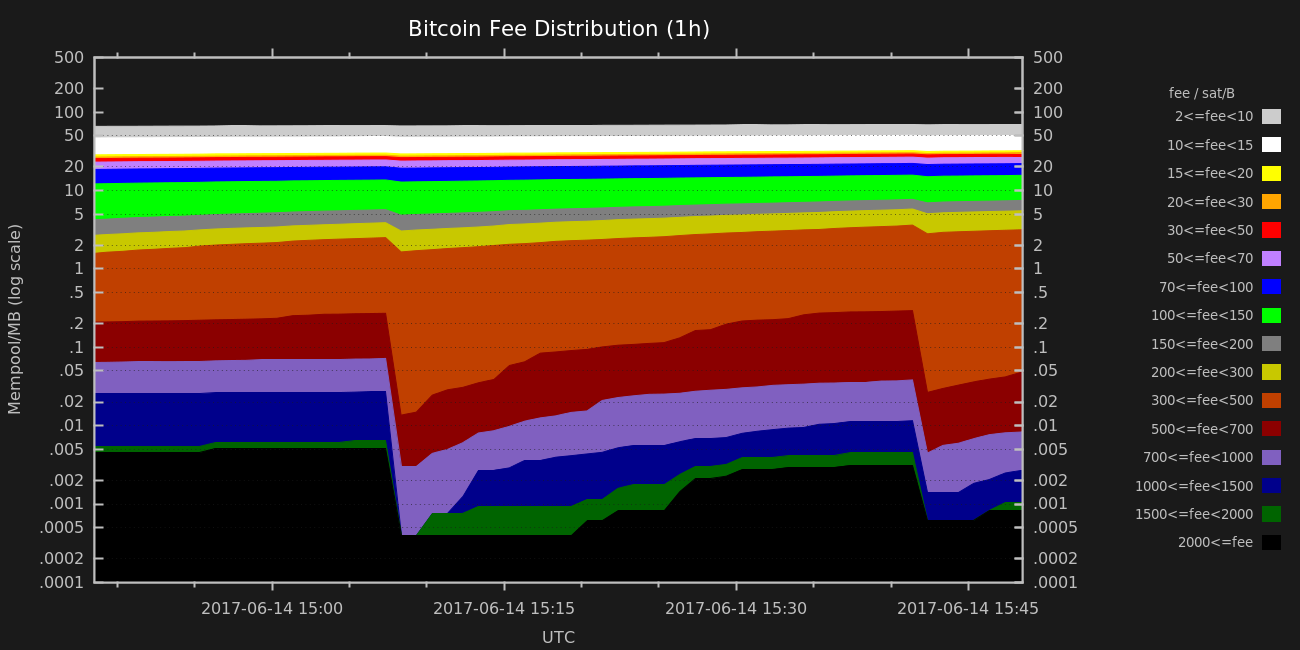 Bitcoin Fee Distribution (1h)
Mempool/MB (log scale)
500
200
100
50
20
10
5
2
1
.5
.2
.1
.05
.02
.01
.005
.002
.001
.0005
.0002
.0001
500
200
100
50
20
10
5
2
1
.5
.2
.1
.05
.02
.01
.005
.002
.001
.0005
.0002
.0001
2017-06-14 15:00
2017-06-14 15:15
2017-06-14 15:30
2017-06-14 15:45
UTC
fee / sat/B
2<=fee<10
10<=fee<15
15<=fee<20
20<=fee<30
30<=fee<50
50<=fee<70
70<=fee<100
100<=fee<150
150<=fee<200
200<=fee<300
300<=fee<500
500<=fee<700
700<=fee<1000
1000<=fee<1500
1500<=fee<2000
2000<=fee